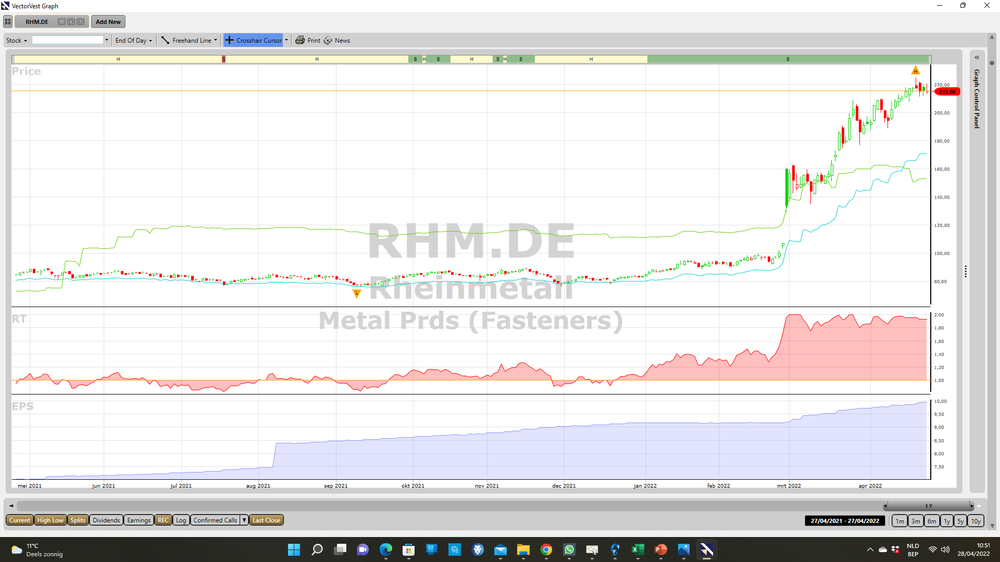 VectorVest Graph
RHM.DE Add New
Stock End Of Day Freehand Line Crosshair Cursor Print News
H S H B H B H B H B H B
Price
H
220,00
215,00
200,00
180,00
160,00
140,00
120,00
100,00
80,00
L
RHM.DE
Rheinmetall
Metal Prds (Fasteners)
Graph Control Panel
RT
2,00
1,80
1,60
1,40
1,20
1,00
EPS
10,00
9,50
9,00
8,50
8,00
7,50
mei 2021 jun 2021 jul 2021 aug 2021 sep 2021 okt 2021 nov 2021 dec 2021 jan 2022 feb 2022 mrt 2022 apr 2022
1 Y
Current High Low Splits Dividends Earnings REC Log Confirmed Calls Last Close 27/04/2021 - 27/04/2022 1m 3m 6m 1y 5y 10y
11°C
Deels zonnig
NLD
BEP
10:51
28/04/2022